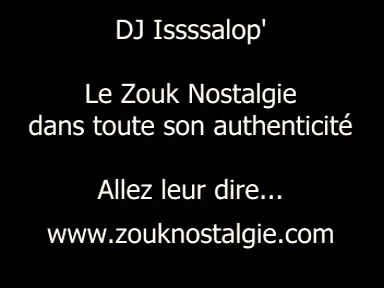 DJ Issssalop'
Le Zouk Nostalgie
dans toute son authenticité
Allez leur dire...
www.zouknostalgie.com